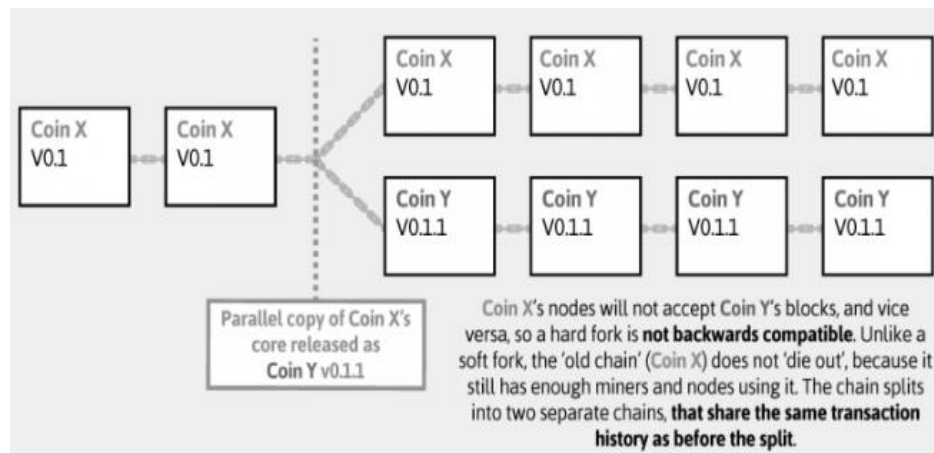 Coin X
V0.1
Coin X
V0.1
Coin X
V0.1
Coin X
V0.1
Coin X
V0.1
Coin X
V0.1
Coin Y
V0.1.1
Coin Y
V0.1.1
Coin Y
V0.1.1
Coin Y
V0.1.1
Parallel copy of Coin X's
core released as
Coin Y v0.1.1
Coin X's nodes will not accept Coin Y's blocks, and vice
versa, so a hard fork is not backwards compatible. Unlike a
soft fork, the 'old chain' (Coin X) does not 'die out', because it
still has enough miners and nodes using it. The chain splits
into two separate chains, that share the same transaction
history as before the split.